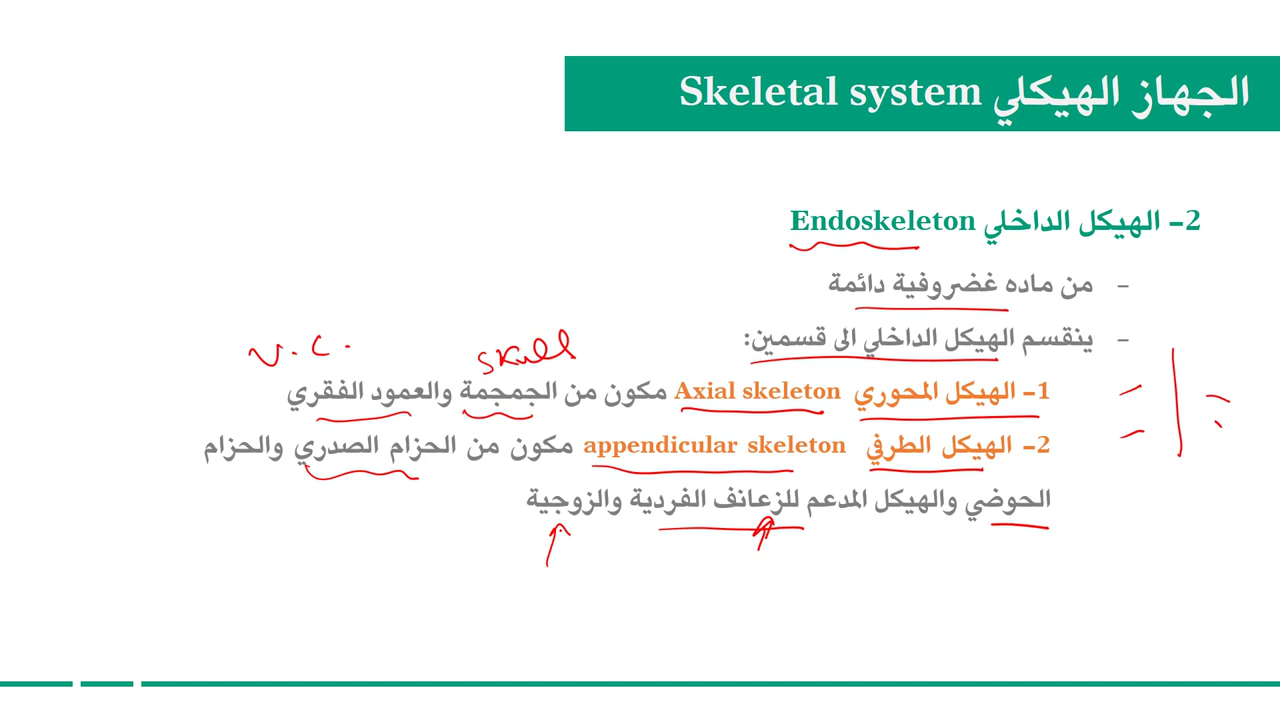 الجهاز الهيكلي Skeletal system
2- الهيكل الداخلي Endoskeleton
- من ماده غضروفية دائمة
- ينقسم الهيكل الداخلي الى قسمين:
v.c. skull
1- الهيكل المحوري Axial skeleton مكون من الجمجمة والعمود الفقري
2- الهيكل الطرفي appendicular skeleton مكون من الحزام الصدري والحزام
الحوضي والهيكل المدعم للزعانف الفردية والزوجية